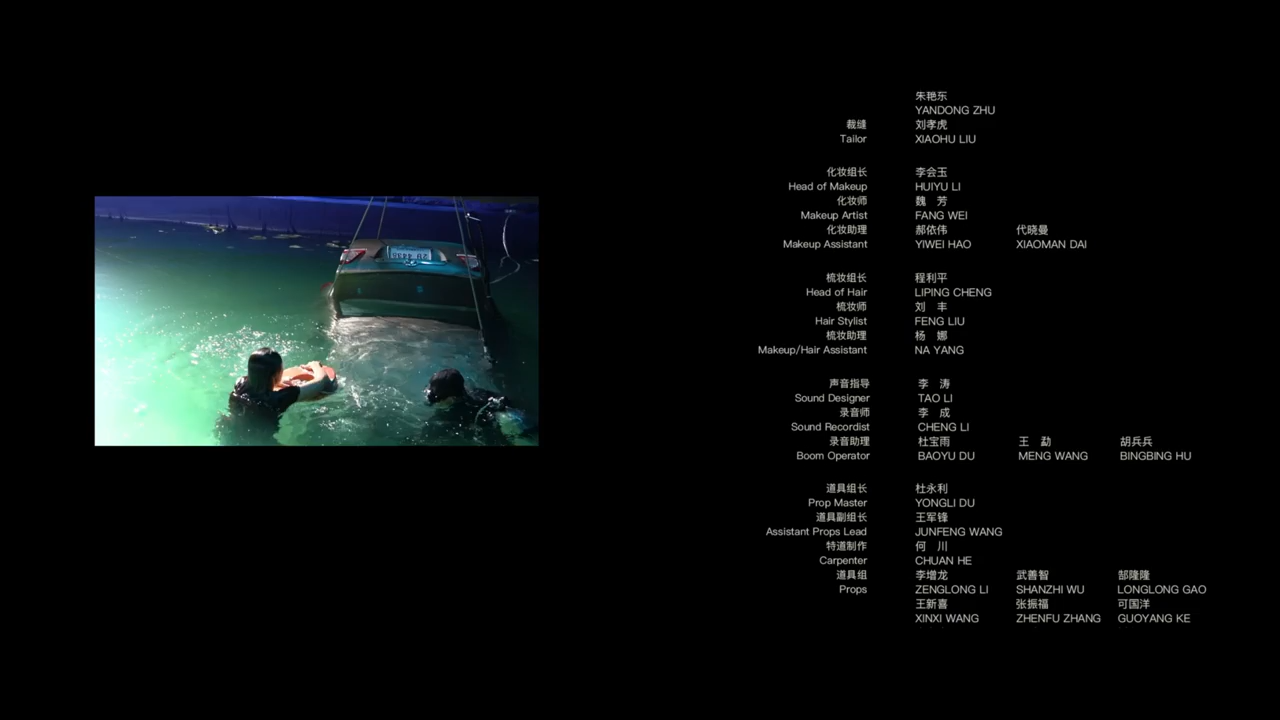 朱艳东
YANDONG ZHU
裁缝 刘孝虎
Tailor XIAOHU LIU
化妆组长 李会玉
Head of Makeup HUIYU LI
化妆师 魏 芳
Makeup Artist FANG WEI
化妆助理 郝依伟 代晓曼
Makeup Assistant YIWEI HAO XIAOMAN DAI
梳妆组长 程利平
Head of Hair LIPING CHENG
梳妆师 刘 丰
Hair Stylist FENG LIU
梳妆助理 杨 娜
Makeup/Hair Assistant NA YANG
声音指导 李 涛
Sound Designer TAO LI
录音师 李 成
Sound Recordist CHENG LI
录音助理 杜宝雨 王 勐 胡兵兵
Boom Operator BAOYU DU MENG WANG BINGBING HU
道具组长 杜永利
Prop Master YONGLI DU
道具副组长 王军锋
Assistant Props Lead JUNFENG WANG
特道制作 何 川
Carpenter CHUAN HE
道具组 李增龙 武善智 郜隆隆
Props ZENGLONG LI SHANZHI WU LONGLONG GAO
王新喜 张振福 可国洋
XINXI WANG ZHENFU ZHANG GUOYANG KE